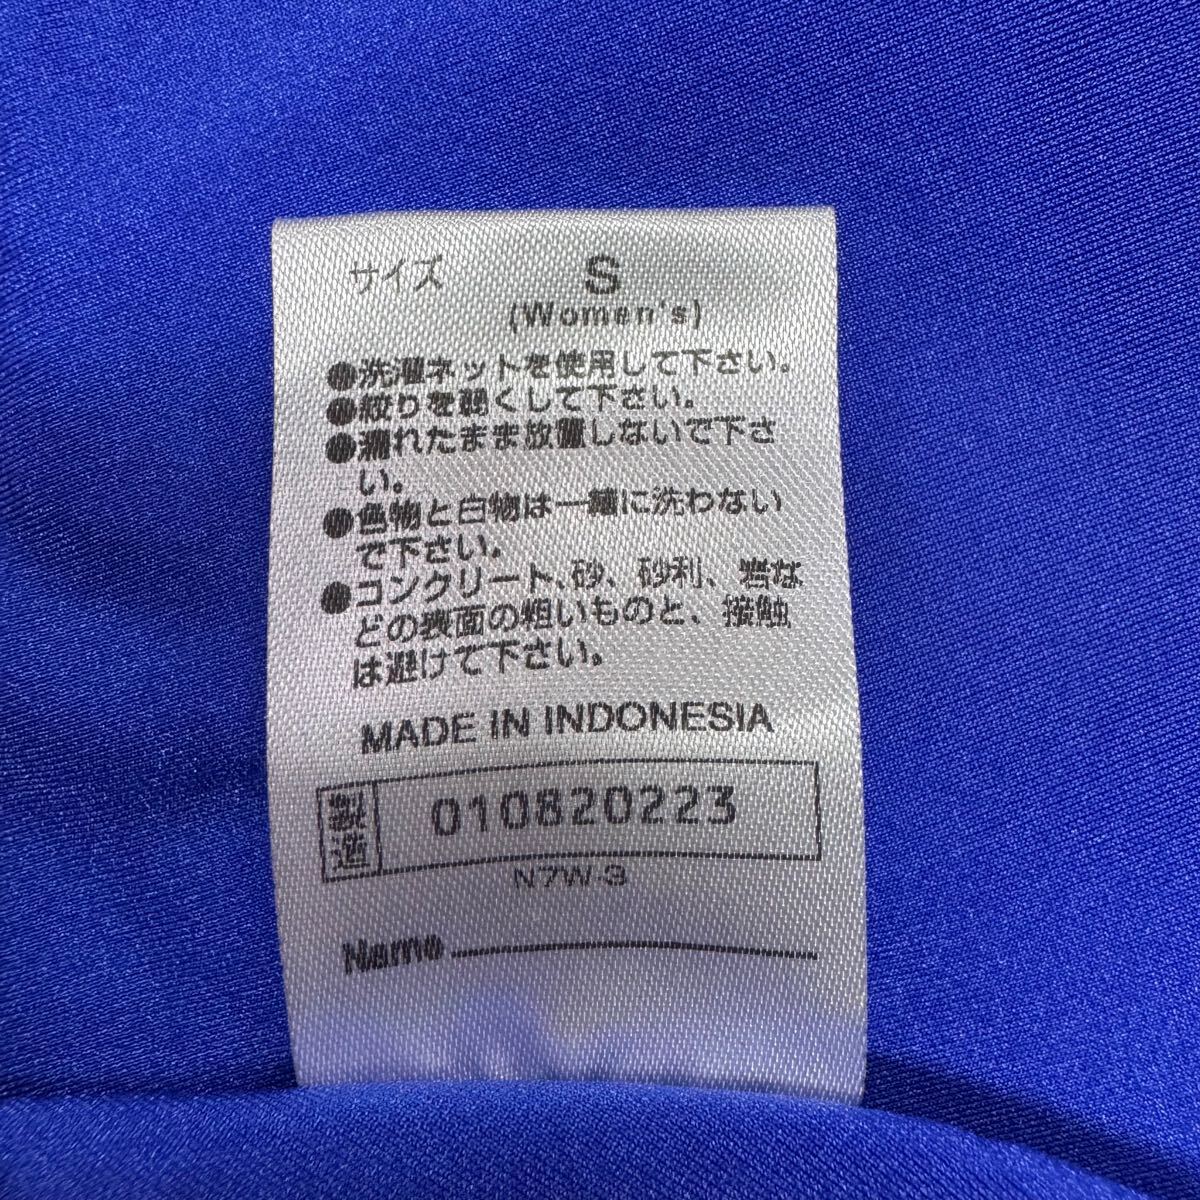 サイズ S
(Women's)
●洗濯ネットを使用して下さい。
●絞りを弱くして下さい。
●濡れたまま放置しないで下さ
い。
●色物と白物は一緒に洗わない
で下さい。
●コンクリート、砂、砂利、岩な
どの表面の粗いものと、接触
は避けて下さい。
MADE IN INDONESIA
製造 010820223
N7W-3
Name